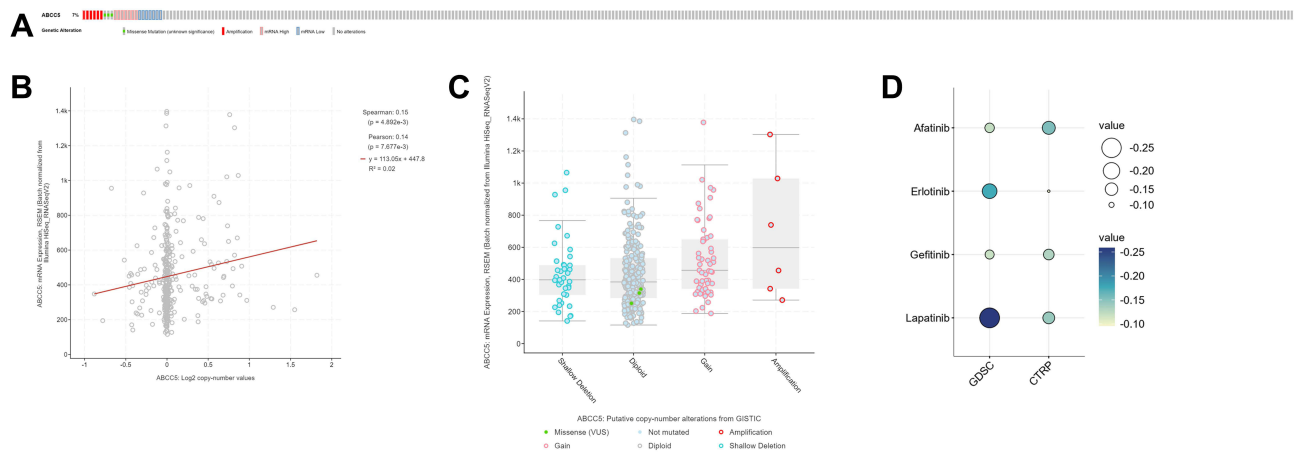 A
ABCC5 7%
Genetic Alteration
Missense Mutation (unknown significance) Amplification mRNA High mRNA Low No alterations
B
ABCC5: mRNA Expression, RSEM (Batch normalized from
Illumina HiSeq_RNASeqV2)
1.4k
1.2k
1k
800
600
400
200
0
-1 -0.5 0 0.5 1 1.5 2
ABCC5: Log2 copy-number values
Spearman: 0.15
(p = 4.892e-3)
Pearson: 0.14
(p = 7.677e-3)
y = 113.05x + 447.8
R² = 0.02
C
ABCC5: mRNA Expression, RSEM (Batch normalized from Illumina HiSeq_RNASeqV2)
1.4k
1.2k
1k
800
600
400
200
0
Shallow Deletion
Diploid
Gain
Amplification
ABCC5: Putative copy-number alterations from GISTIC
Missense (VUS) Not mutated Amplification
Gain Diploid Shallow Deletion
D
Afatinib
Erlotinib
Gefitinib
Lapatinib
GDSC
CTRP
value
-0.25
-0.20
-0.15
-0.10
value
-0.25
-0.20
-0.15
-0.10